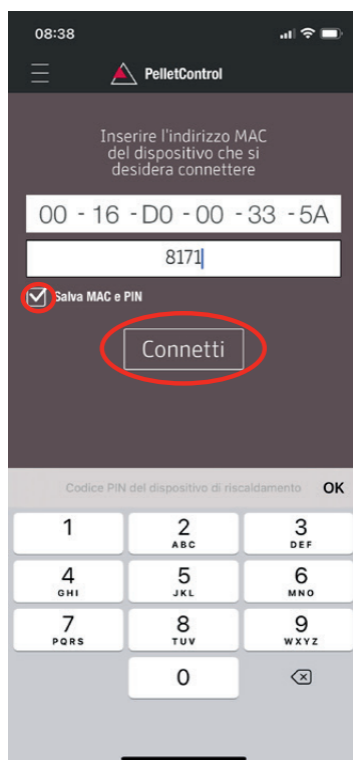 08:38
PelletControl
Inserire l'indirizzo MAC
del dispositivo che si
desidera connettere
00 - 16 - D0 - 00 - 33 - 5A
8171
Salva MAC e PIN
Connetti
Codice PIN del dispositivo di riscaldamento OK
1 2 3
ABC DEF
4 5 6
GHI JKL MNO
7 8 9
PQRS TUV WXYZ
0